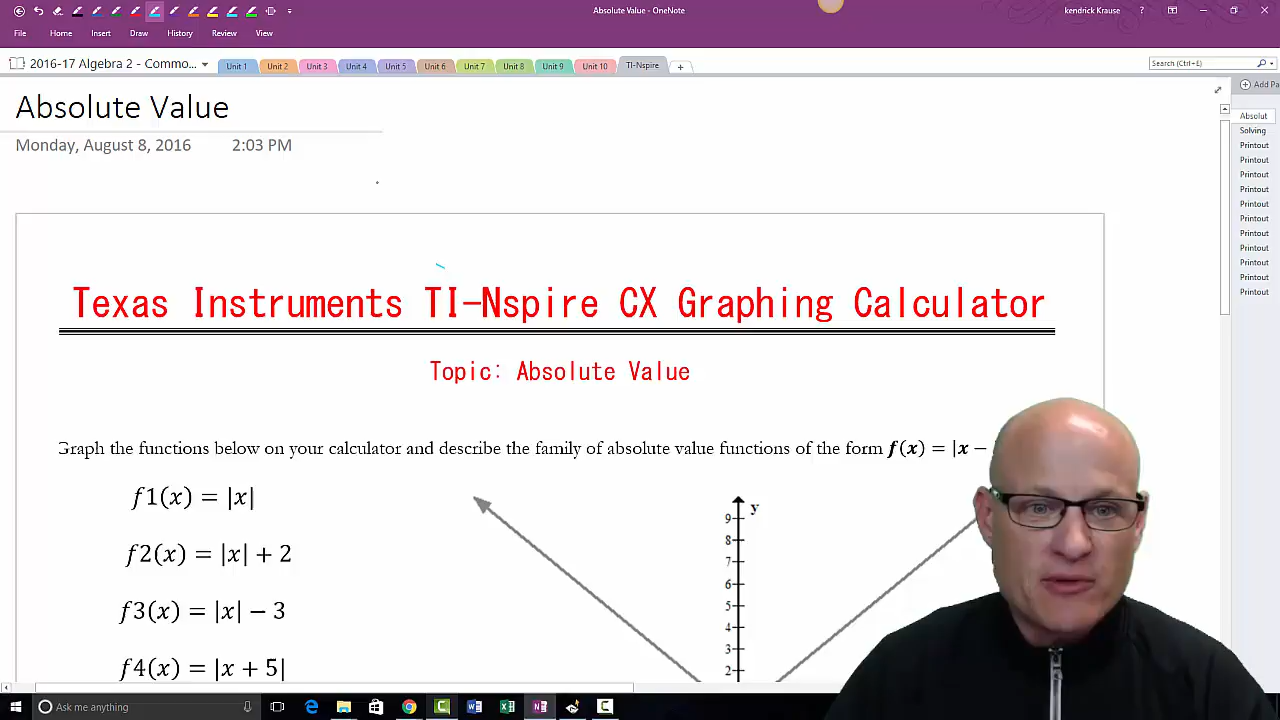 Absolute Value - OneNote
kendrick Krause
?
File Home Insert Draw History Review View
2016-17 Algebra 2 - Commo...
Unit 1 Unit 2 Unit 3 Unit 4 Unit 5 Unit 6 Unit 7 Unit 8 Unit 9 Unit 10 TI-Nspire +
Search (Ctrl+E)
Absolute Value
Add Pa
Monday, August 8, 2016 2:03 PM
Absolut
Solving
Printout
Printout
Printout
Printout
Printout
Printout
Printout
Printout
Printout
Printout
Printout
Texas Instruments TI-Nspire CX Graphing Calculator
Topic: Absolute Value
Graph the functions below on your calculator and describe the family of absolute value functions of the form f(x) = |x −
f1(x) = |x|
f2(x) = |x| + 2
f3(x) = |x| − 3
f4(x) = |x + 5|
y
9
8
7
6
5
4
3
2
Ask me anything